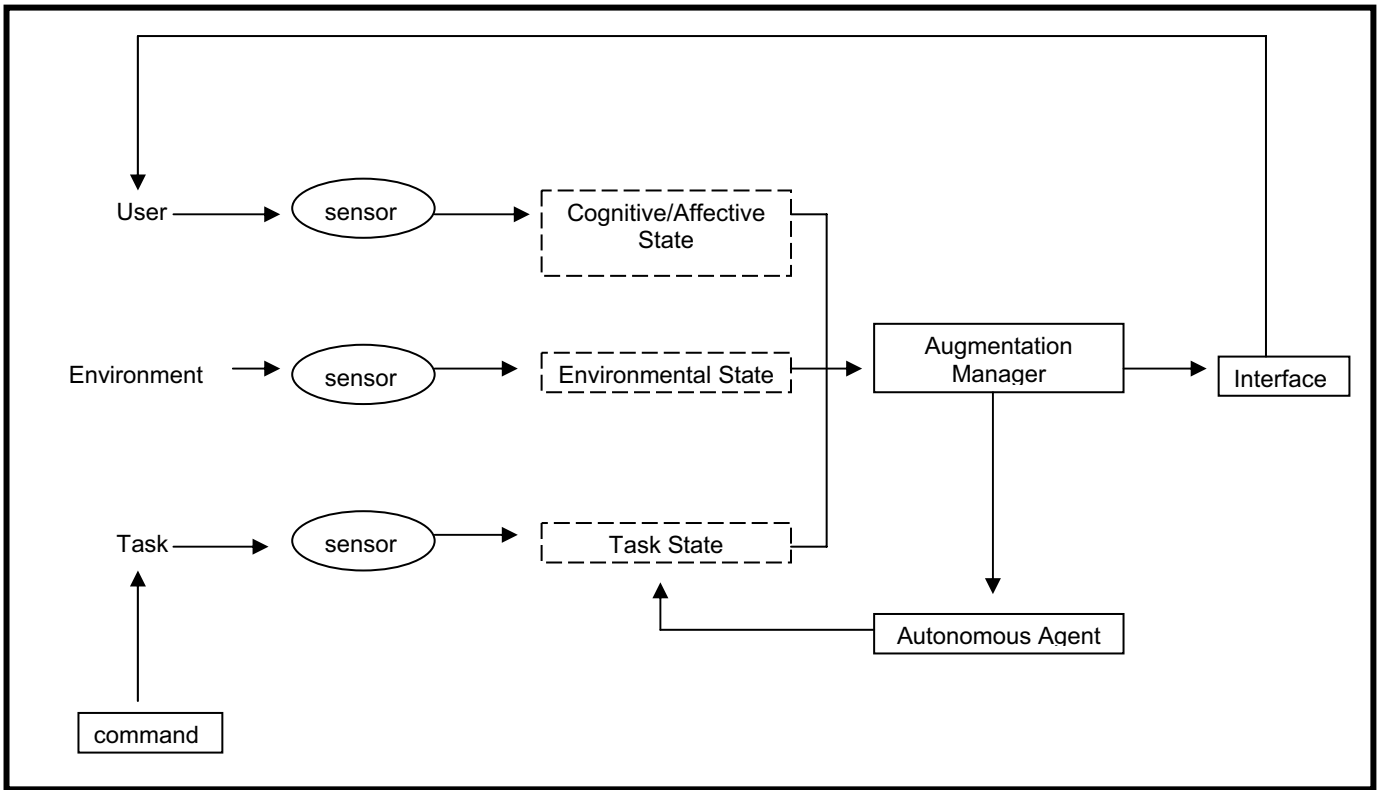 User
sensor
Cognitive/Affective
State
Environment
sensor
Environmental State
Augmentation
Manager
Interface
Task
sensor
Task State
Autonomous Agent
command